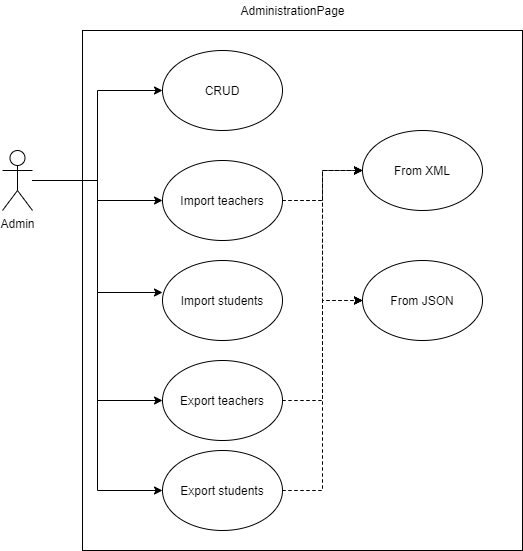 AdministrationPage
CRUD
From XML
Import teachers
Admin
Import students
From JSON
Export teachers
Export students